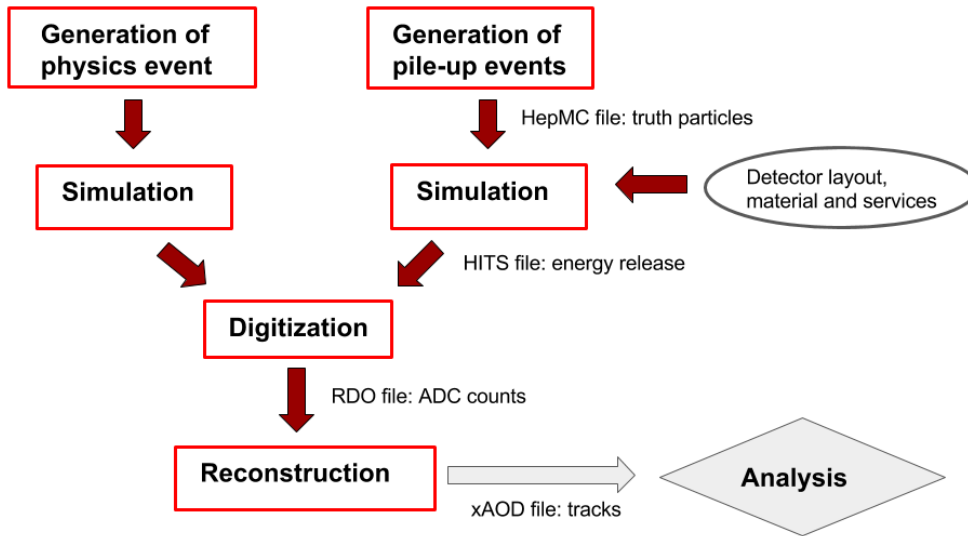 Generation of
physics event
Generation of
pile-up events
HepMC file: truth particles
Simulation
Simulation
Detector layout,
material and services
HITS file: energy release
Digitization
RDO file: ADC counts
Reconstruction
Analysis
xAOD file: tracks